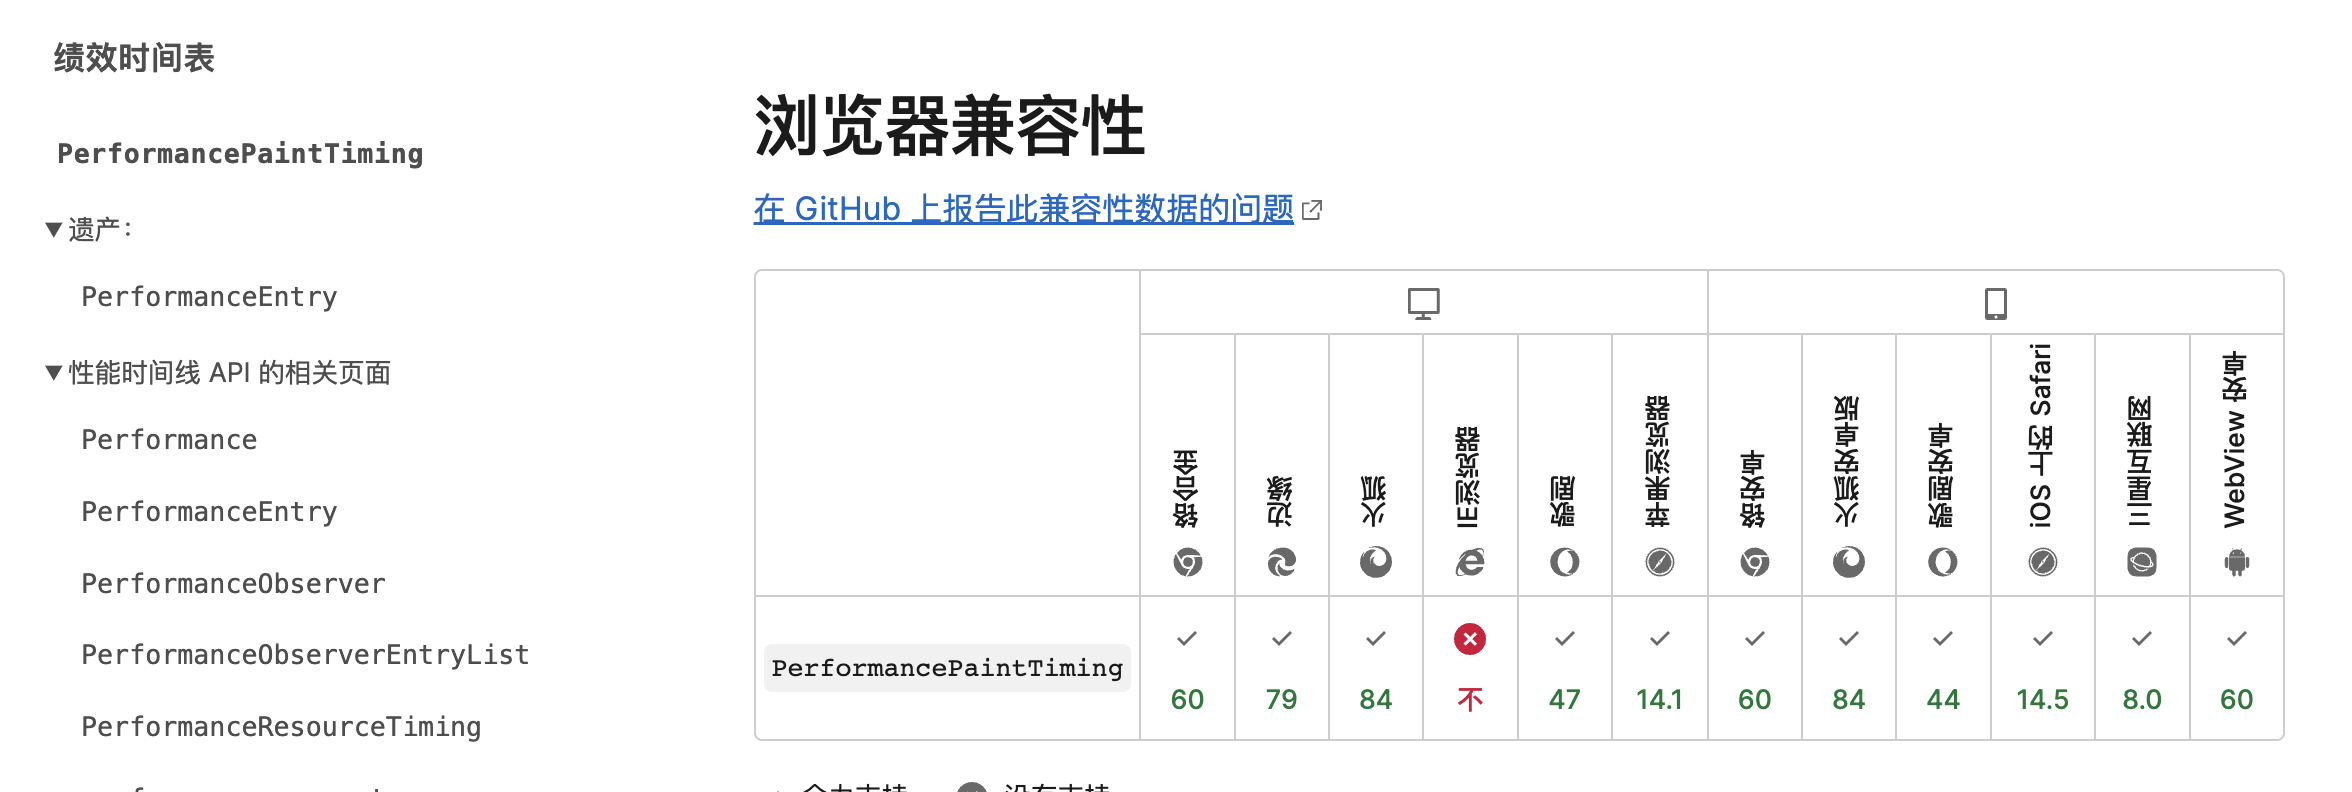 绩效时间表
PerformancePaintTiming
▼遗产:
PerformanceEntry
▼性能时间线 API 的相关页面
Performance
PerformanceEntry
PerformanceObserver
PerformanceObserverEntryList
PerformanceResourceTiming
浏览器兼容性
在 GitHub 上报告此兼容性数据的问题
铬合金
边缘
火狐
IE浏览器
歌剧
苹果浏览器
铬安卓
火狐安卓版
歌剧安卓
iOS 上的 Safari
三星互联网
WebView 安卓
PerformancePaintTiming
60
79
84
不
47
14.1
60
84
44
14.5
8.0
60
没有支持